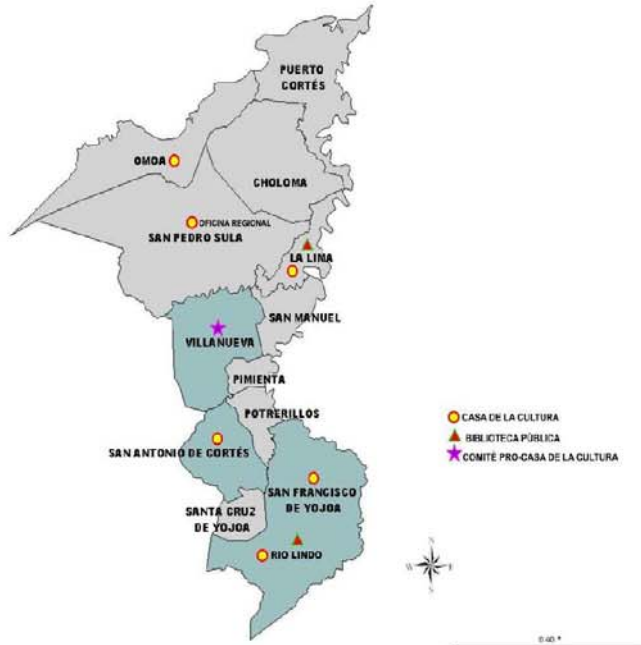 PUERTO
CORTÉS
OMOA
CHOLOMA
OFICINA REGIONAL
SAN PEDRO SULA
LA LIMA
SAN MANUEL
VILLANUEVA
PIMIENTA
POTRERILLOS
CASA DE LA CULTURA
BIBLIOTECA PÚBLICA
COMITÉ PRO-CASA DE LA CULTURA
SAN ANTONIO DE CORTÉS
SAN FRANCISCO
DE YOJOA
SANTA CRUZ
DE YOJOA
RIO LINDO
N
W
E
S